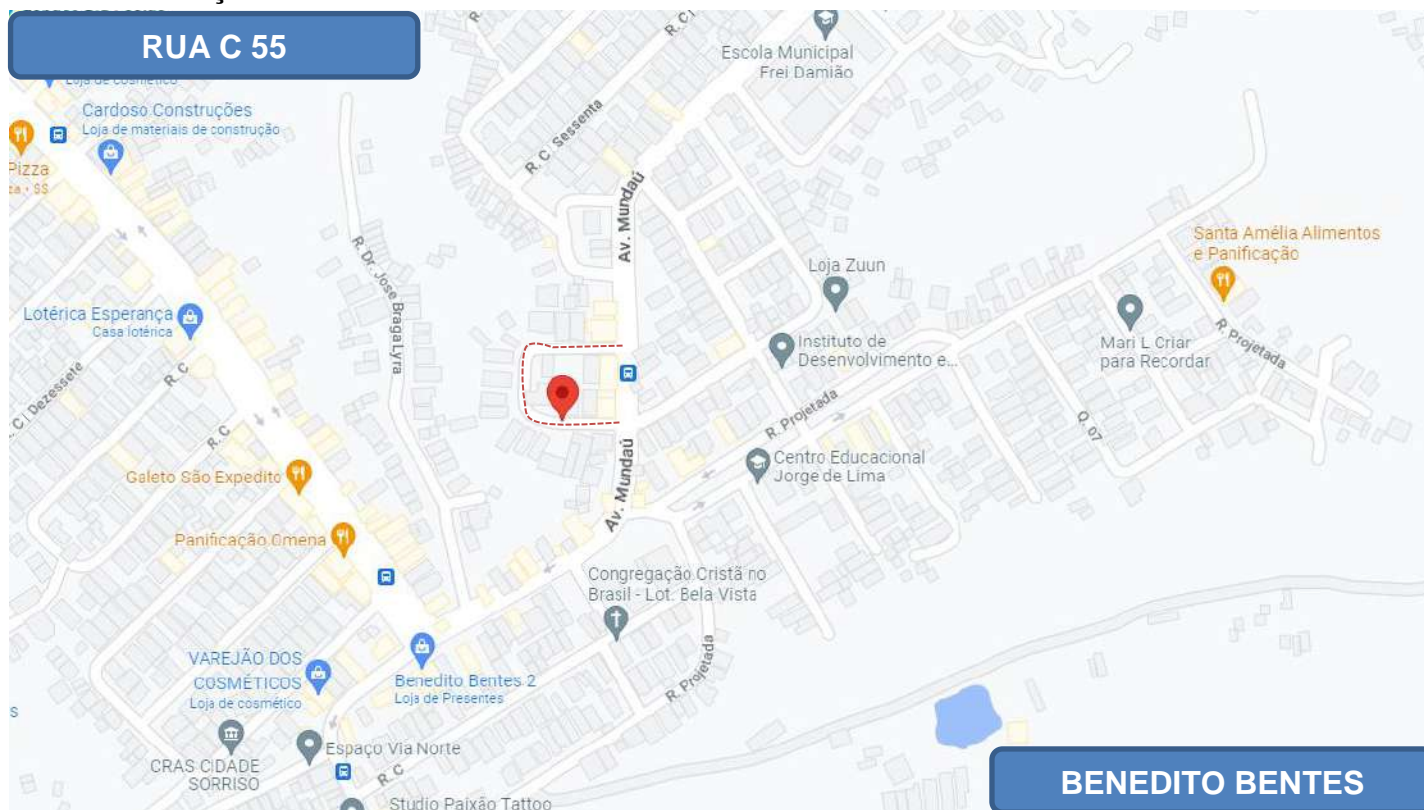 RUA C 55
Loja de cosmético
Cardoso Construções
Loja de materiais de construção
Pizza
Escola Municipal
Frei Damião
R. C
R. C| Sessenta
Av. Mundaú
R. Dr. Jose Braga Lyra
Santa Amélia Alimentos
e Panificação
Loja Zuun
Lotérica Esperança
Casa lotérica
Instituto de
Desenvolvimento e...
Mari L Criar
para Recordar
R. Projetada
R. C
C| Dezessete
R. C
R. Projetada
Q. 07
Av. Mundaú
Galeto São Expedito
Centro Educacional
Jorge de Lima
Panificação Omena
Congregação Cristã no
Brasil - Lot. Bela Vista
VAREJÃO DOS
COSMÉTICOS
Loja de cosmético
Benedito Bentes 2
Loja de Presentes
R. Projetada
s
Espaço Via Norte
CRAS CIDADE
SORRISO
R. C
Studio Paixão Tattoo
BENEDITO BENTES